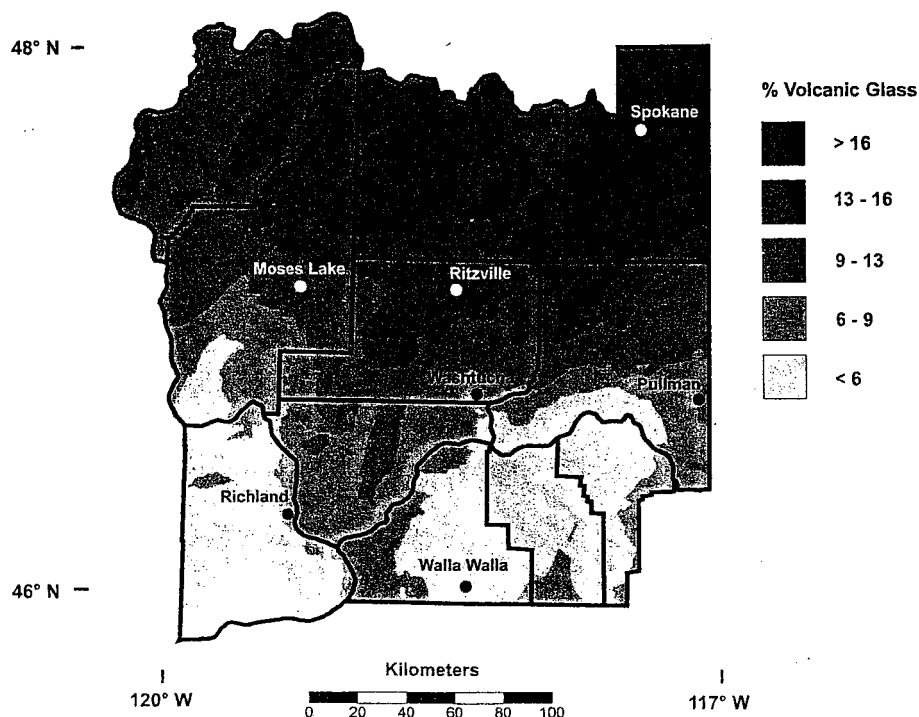 48° N
% Volcanic Glass
Spokane
> 16
13 - 16
Moses Lake
Ritzville
9 - 13
6 - 9
Pullman
< 6
Richland
Walla Walla
46° N
Kilometers
120° W
117° W
0 20 40 60 80 100